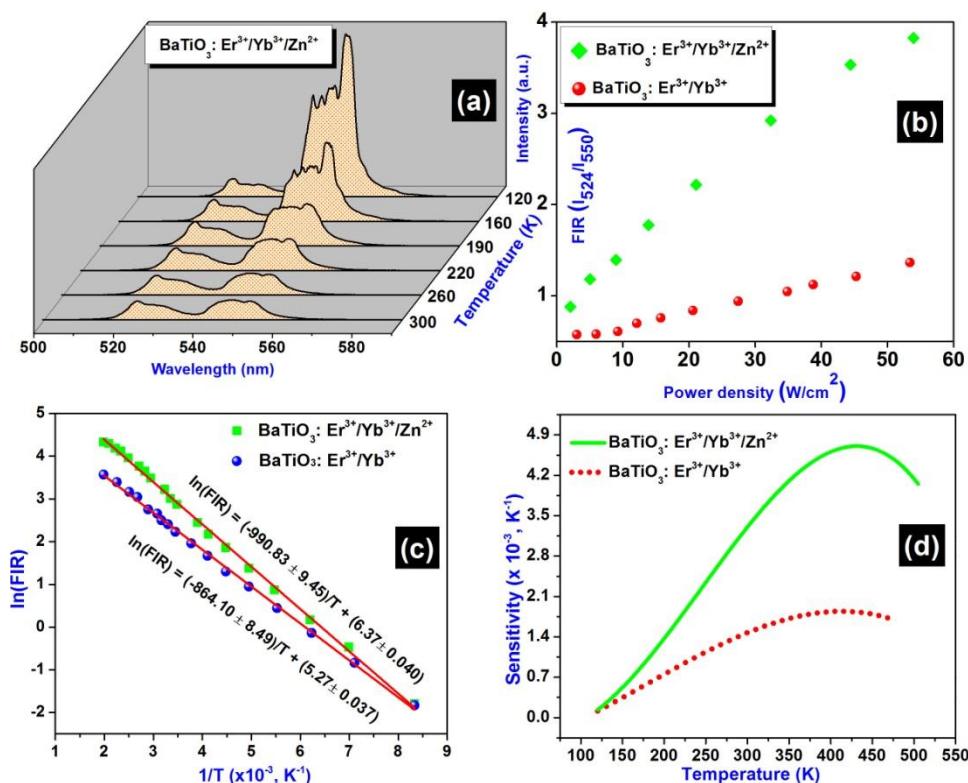 BaTiO₃: Er³⁺/Yb³⁺/Zn²⁺
(a)
Intensity (a.u.)
120
160
190
220
260
300
Temperature (K)
500 520 540 560 580
Wavelength (nm)
4
3
2
1
FIR (I₅₂₄/I₅₅₀)
BaTiO₃: Er³⁺/Yb³⁺/Zn²⁺
BaTiO₃: Er³⁺/Yb³⁺
(b)
0 10 20 30 40 50 60
Power density (W/cm²)
5
4
3
2
1
0
-1
-2
ln(FIR)
BaTiO₃: Er³⁺/Yb³⁺/Zn²⁺
BaTiO₃: Er³⁺/Yb³⁺
ln(FIR) = (-990.83 ± 9.45)/T + (6.37±0.040)
ln(FIR) = (-864.10 ± 8.49)/T + (5.27±0.037)
(c)
1 2 3 4 5 6 7 8 9
1/T (x10⁻³, K⁻¹)
4.9
4.2
3.5
2.8
2.1
1.4
0.7
0.0
Sensitivity (x 10⁻³, K⁻¹)
BaTiO₃: Er³⁺/Yb³⁺/Zn²⁺
BaTiO₃: Er³⁺/Yb³⁺
(d)
100 150 200 250 300 350 400 450 500 550
Temperature (K)